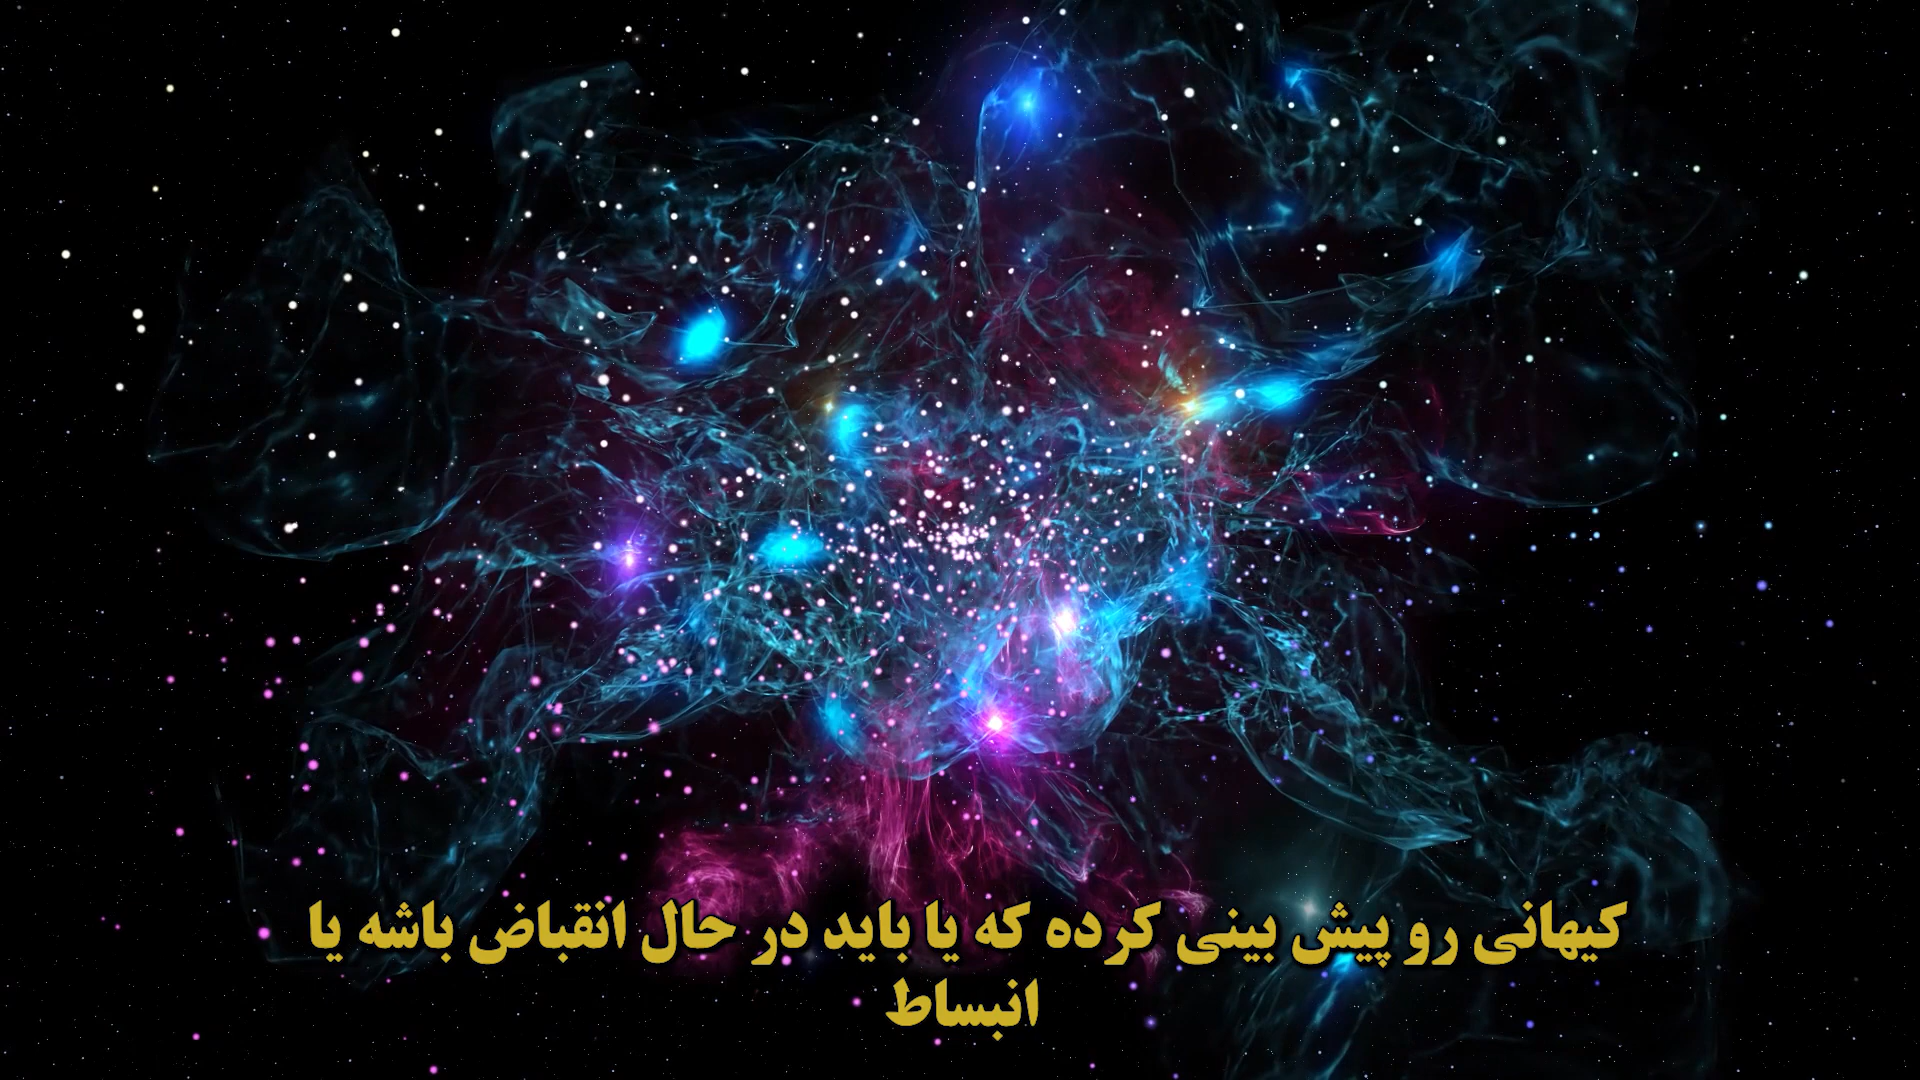 کیهانی رو پیش بینی کرده که یا باید در حال انقباض باشه یا
انبساط